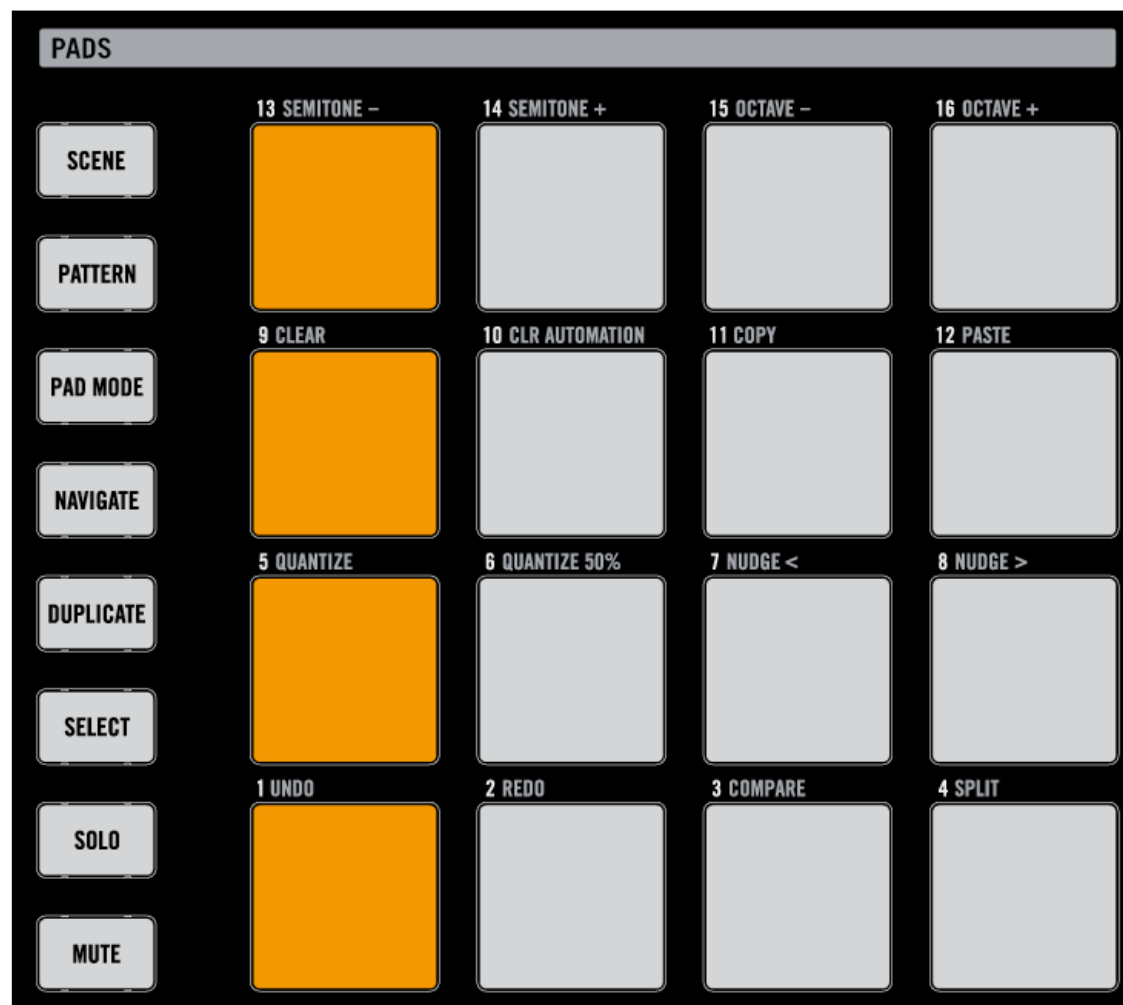 PADS
SCENE
13 SEMITONE –
14 SEMITONE +
15 OCTAVE –
16 OCTAVE +
PATTERN
PAD MODE
9 CLEAR
10 CLR AUTOMATION
11 COPY
12 PASTE
NAVIGATE
DUPLICATE
5 QUANTIZE
6 QUANTIZE 50%
7 NUDGE <
8 NUDGE >
SELECT
SOLO
1 UNDO
2 REDO
3 COMPARE
4 SPLIT
MUTE